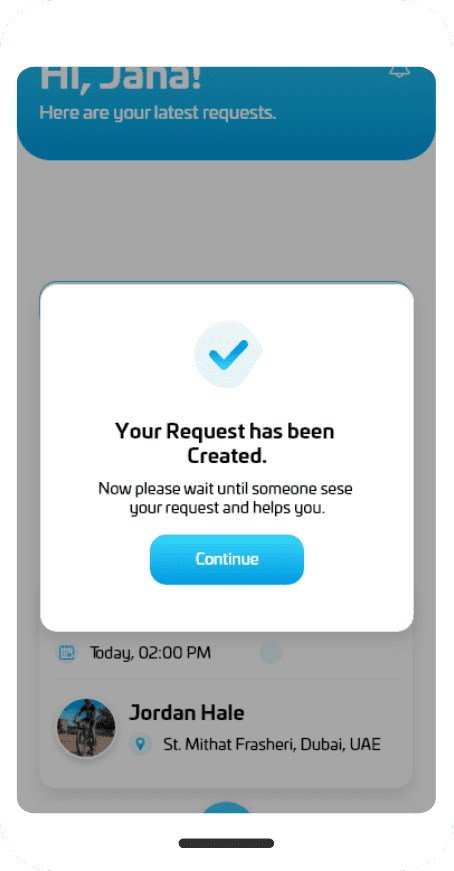 Hi, Jana!
Here are your latest requests.
Your Request has been
Created.
Now please wait until someone sese
your request and helps you.
Continue
Today, 02:00 PM
Jordan Hale
St. Mithat Frasheri, Dubai, UAE